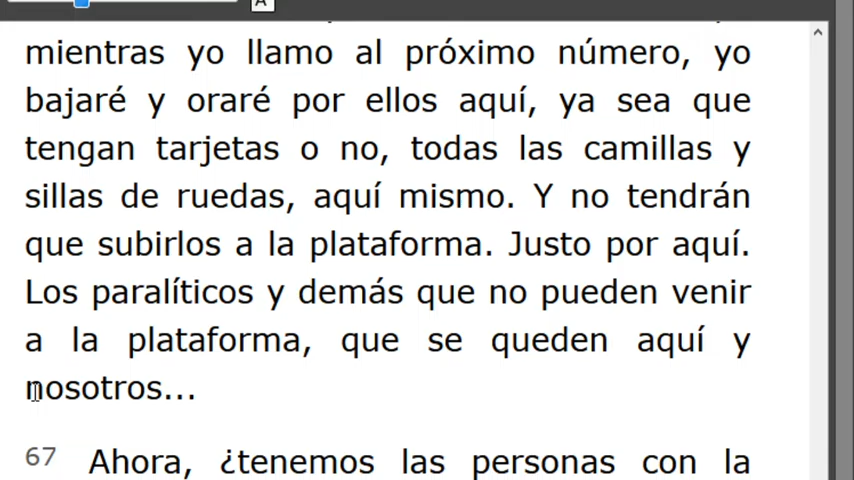 mientras yo llamo al próximo número, yo
bajaré y oraré por ellos aquí, ya sea que
tengan tarjetas o no, todas las camillas y
sillas de ruedas, aquí mismo. Y no tendrán
que subirlos a la plataforma. Justo por aquí.
Los paralíticos y demás que no pueden venir
a la plataforma, que se queden aquí y
nosotros...
67 Ahora, ¿tenemos las personas con la